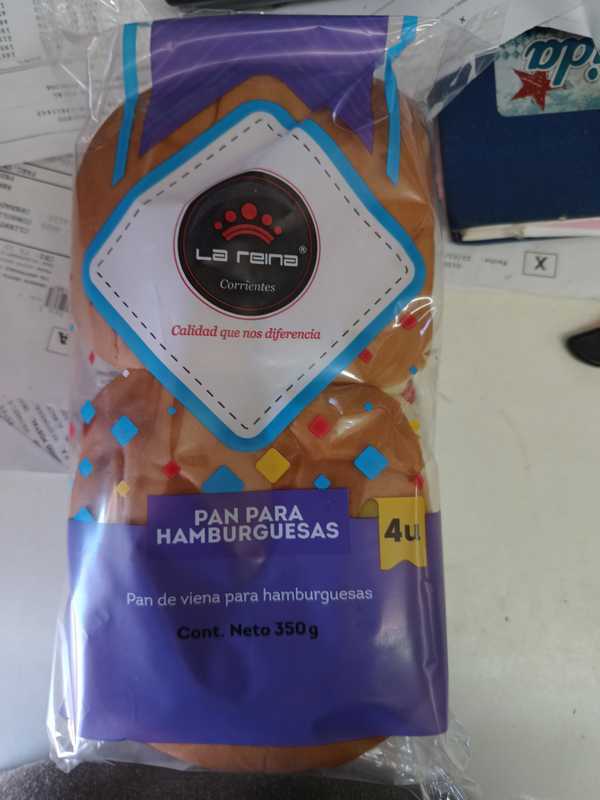 LA REINA®
Corrientes
Calidad que nos diferencia
PAN PARA
HAMBURGUESAS
4u.
Pan de viena para hamburguesas
Cont. Neto 350g
ida
X
A